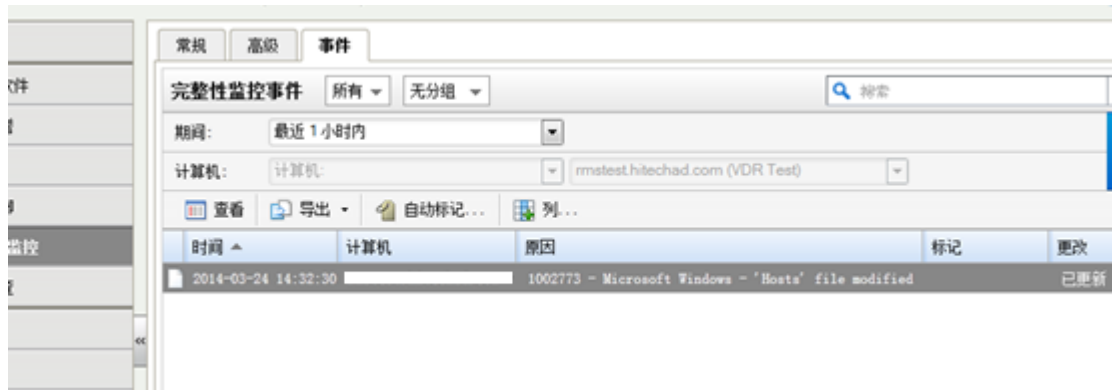 常规 高级 事件
完整性监控事件 所有 无分组 搜索
期间: 最近 1 小时内
计算机: 计算机: rmstest.hitechad.com (VDR Test)
查看 导出 自动标记... 列...
时间 计算机 原因 标记 更改
2014-03-24 14:32:30 1002773 - Microsoft Windows - 'Hosts' file modified 已更新
件
监控